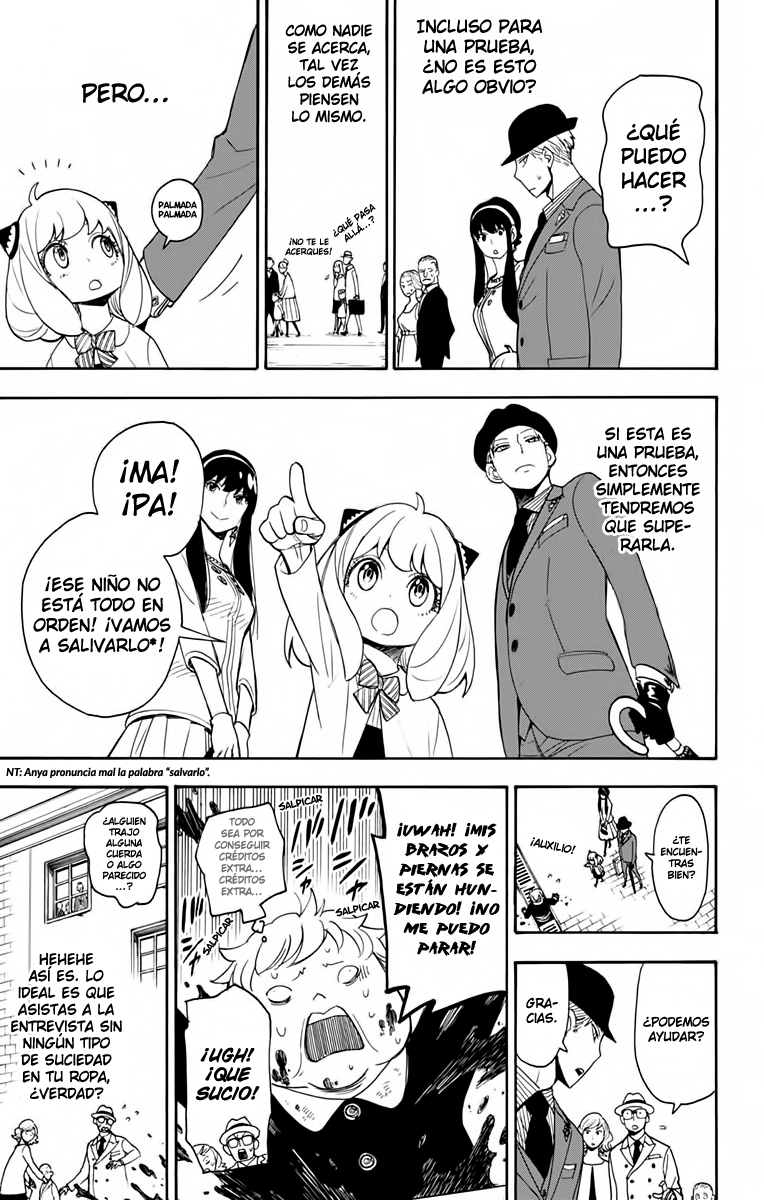 INCLUSO PARA
UNA PRUEBA,
¿NO ES ESTO
ALGO OBVIO?
¿QUÉ
PUEDO
HACER
...?
COMO NADIE
SE ACERCA,
TAL VEZ
LOS DEMÁS
PIENSEN
LO MISMO.
¿QUÉ PASA
ALLÁ...?
¡NO TE LE
ACERQUES!
PERO...
PALMADA
PALMADA
SI ESTA ES
UNA PRUEBA,
ENTONCES
SIMPLEMENTE
TENDREMOS
QUE SUPE-
RARLA.
¡MA!
¡PA!
¡ESE NIÑO NO
ESTÁ TODO EN
ORDEN! ¡VAMOS
A SALIVARLO*!
NT: Anya pronuncia mal la palabra "salvarlo".
¿TE
ENCUEN-
TRAS
BIEN?
¡AUXILIO!
¡UWAH! ¡MIS
BRAZOS Y
PIERNAS SE
ESTÁN HUN-
DIENDO! ¡NO
ME PUEDO
PARAR!
SALPICAR
TODO
SEA POR
CONSEGUIR
CRÉDITOS
EXTRA...
CRÉDITOS
EXTRA...
SALPICAR
SALPICAR
¡UGH!
¡QUE
SUCIO!
¿PODEMOS
AYUDAR?
GRA-
CIAS.
¿ALGUIEN
TRAJO
ALGUNA
CUERDA
O ALGO
PARECIDO
...?
HEHEHE
ASÍ ES. LO
IDEAL ES QUE
ASISTAS A LA
ENTREVISTA SIN
NINGÚN TIPO
DE SUCIEDAD
EN TU ROPA,
¿VERDAD?